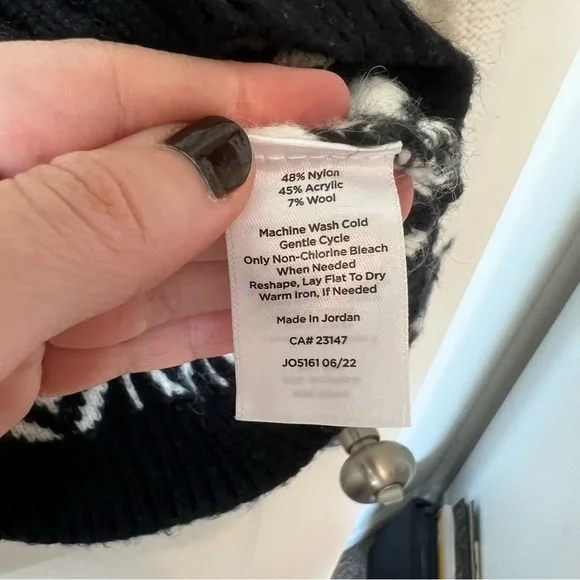 48% Nylon
45% Acrylic
7% Wool
Machine Wash Cold
Gentle Cycle
Only Non-Chlorine Bleach
When Needed
Reshape, Lay Flat To Dry
Warm Iron, If Needed
Made In Jordan
CA# 23147
JO5161 06/22